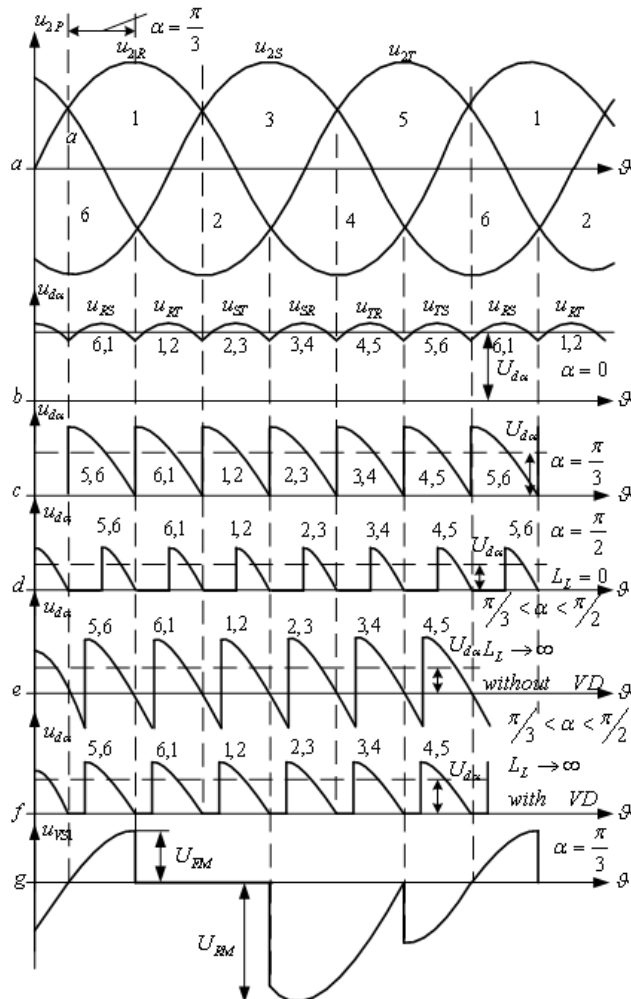 u2P α = π/3
u2R u2S u2T
1 3 5 1
a
a ϑ
6 2 4 6 2
udα
uRS uRT uST uSR uTR uTS uRS uRT
6,1 1,2 2,3 3,4 4,5 5,6 6,1 1,2
Udα α = 0
b ϑ
udα
Udα
5,6 6,1 1,2 2,3 3,4 4,5 5,6
α = π/3
c ϑ
udα
5,6 6,1 1,2 2,3 3,4 4,5 5,6
α = π/2
Udα
LL = 0
d ϑ
π/3 < α < π/2
udα
5,6 6,1 1,2 2,3 3,4 4,5
Udα LL → ∞
without VD
e ϑ
π/3 < α < π/2
udα
5,6 6,1 1,2 2,3 3,4 4,5
Udα LL → ∞
with VD
f ϑ
uVS1
α = π/3
g ϑ